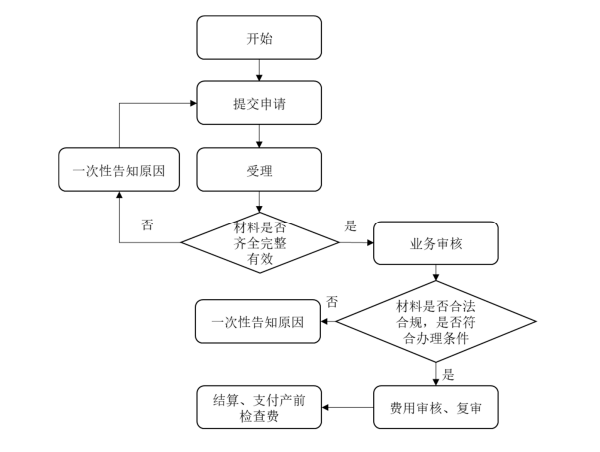 开始
提交申请
一次性告知原因
受理
否
材料是否
齐全完整
有效
是
业务审核
一次性告知原因
否
材料是否合法
合规，是否符
合办理条件
是
结算、支付产前
检查费
费用审核、复审